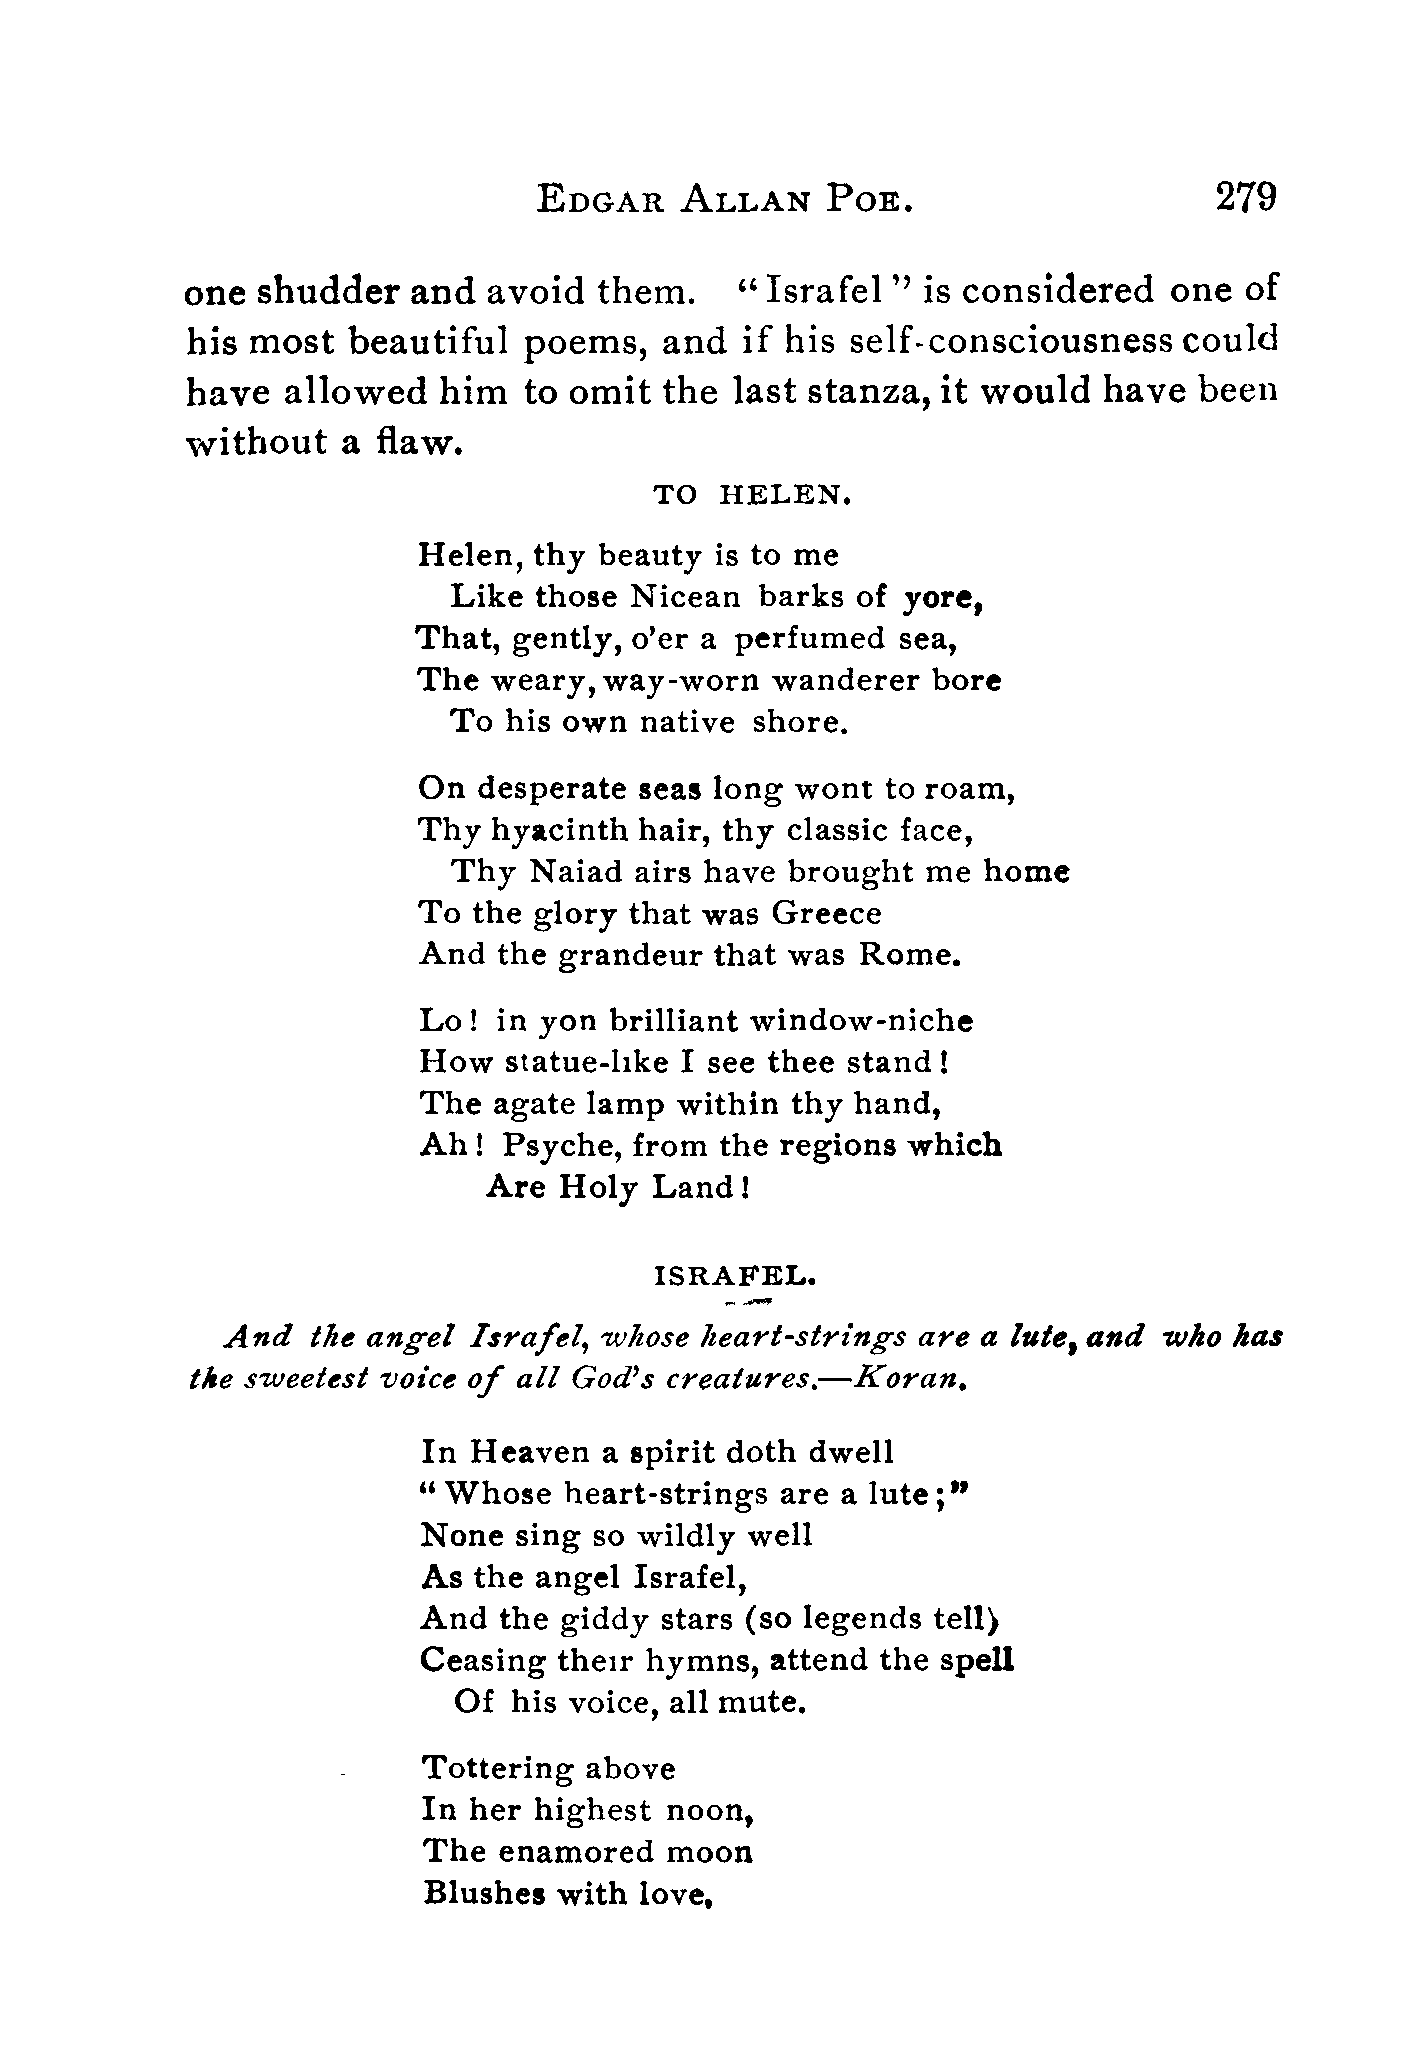 EDGAR ALLAN POE. 279
one shudder and avoid them. "Israfel" is considered one of
his most beautiful poems, and if his self-consciousness could
have allowed him to omit the last stanza, it would have been
without a flaw.
TO HELEN.
Helen, thy beauty is to me
Like those Nicean barks of yore,
That, gently, o'er a perfumed sea,
The weary, way-worn wanderer bore
To his own native shore.
On desperate seas long wont to roam,
Thy hyacinth hair, thy classic face,
Thy Naiad airs have brought me home
To the glory that was Greece
And the grandeur that was Rome.
Lo! in yon brilliant window-niche
How statue-like I see thee stand!
The agate lamp within thy hand,
Ah! Psyche, from the regions which
Are Holy Land!
ISRAFEL.
And the angel Israfel, whose heart-strings are a lute, and who has
the sweetest voice of all God's creatures.—Koran.
In Heaven a spirit doth dwell
"Whose heart-strings are a lute;"
None sing so wildly well
As the angel Israfel,
And the giddy stars (so legends tell)
Ceasing their hymns, attend the spell
Of his voice, all mute.
Tottering above
In her highest noon,
The enamored moon
Blushes with love,